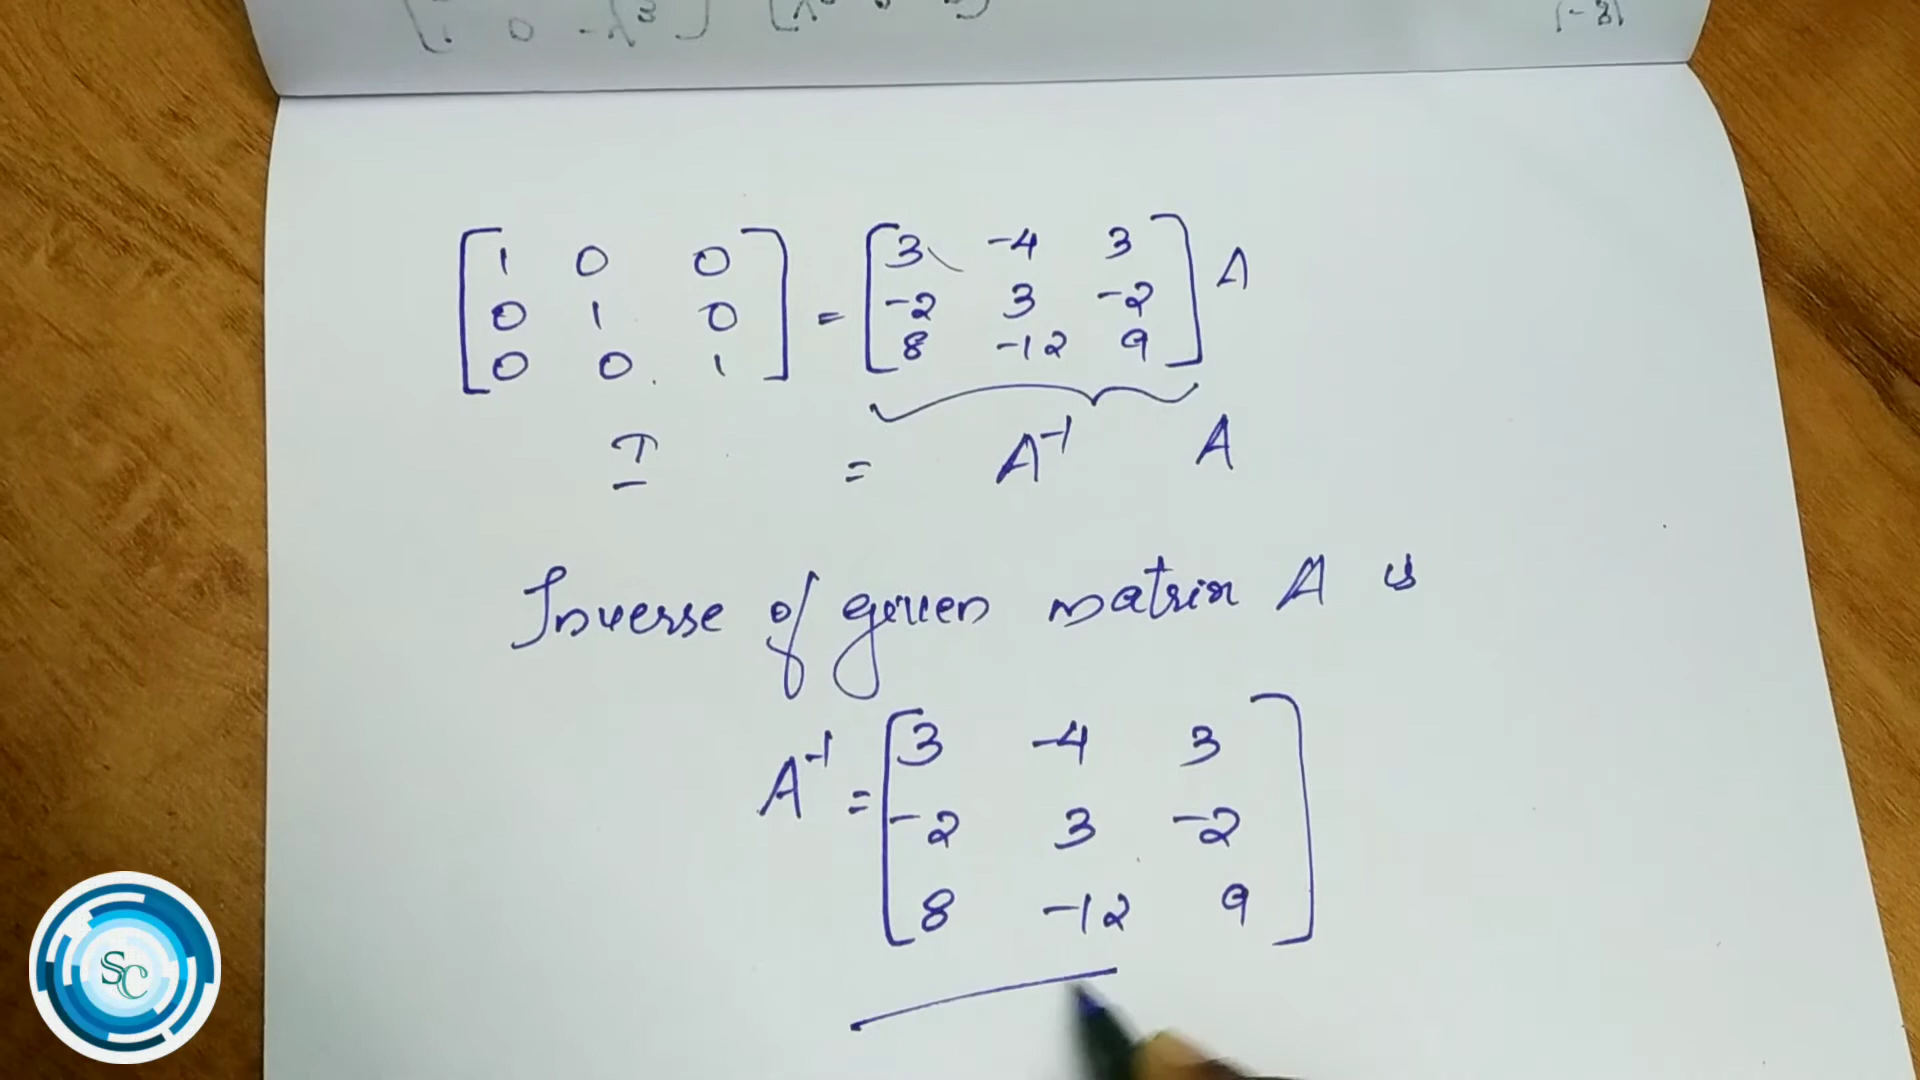 [1 0 0] = [3 -4 3] A
[0 1 0] [-2 3 -2]
[0 0 1] [8 -12 9]
I = A⁻¹ A
Inverse of given matrix A is
A⁻¹ = [3 -4 3]
[-2 3 -2]
[8 -12 9]
SC